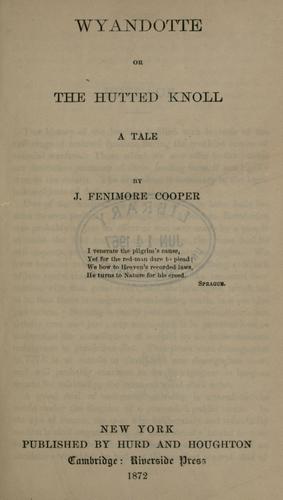 WYANDOTTE
OR
THE HUTTED KNOLL
A TALE
BY
J. FENIMORE COOPER
LIBRARY
JUN 14 1967
I venerate the pilgrim's cause,
Yet for the red-man dare to plead:
We bow to Heaven's recorded laws,
He turns to Nature for his creed.
SPRAGUE.
NEW YORK
PUBLISHED BY HURD AND HOUGHTON
Cambridge: Riverside Press
1872